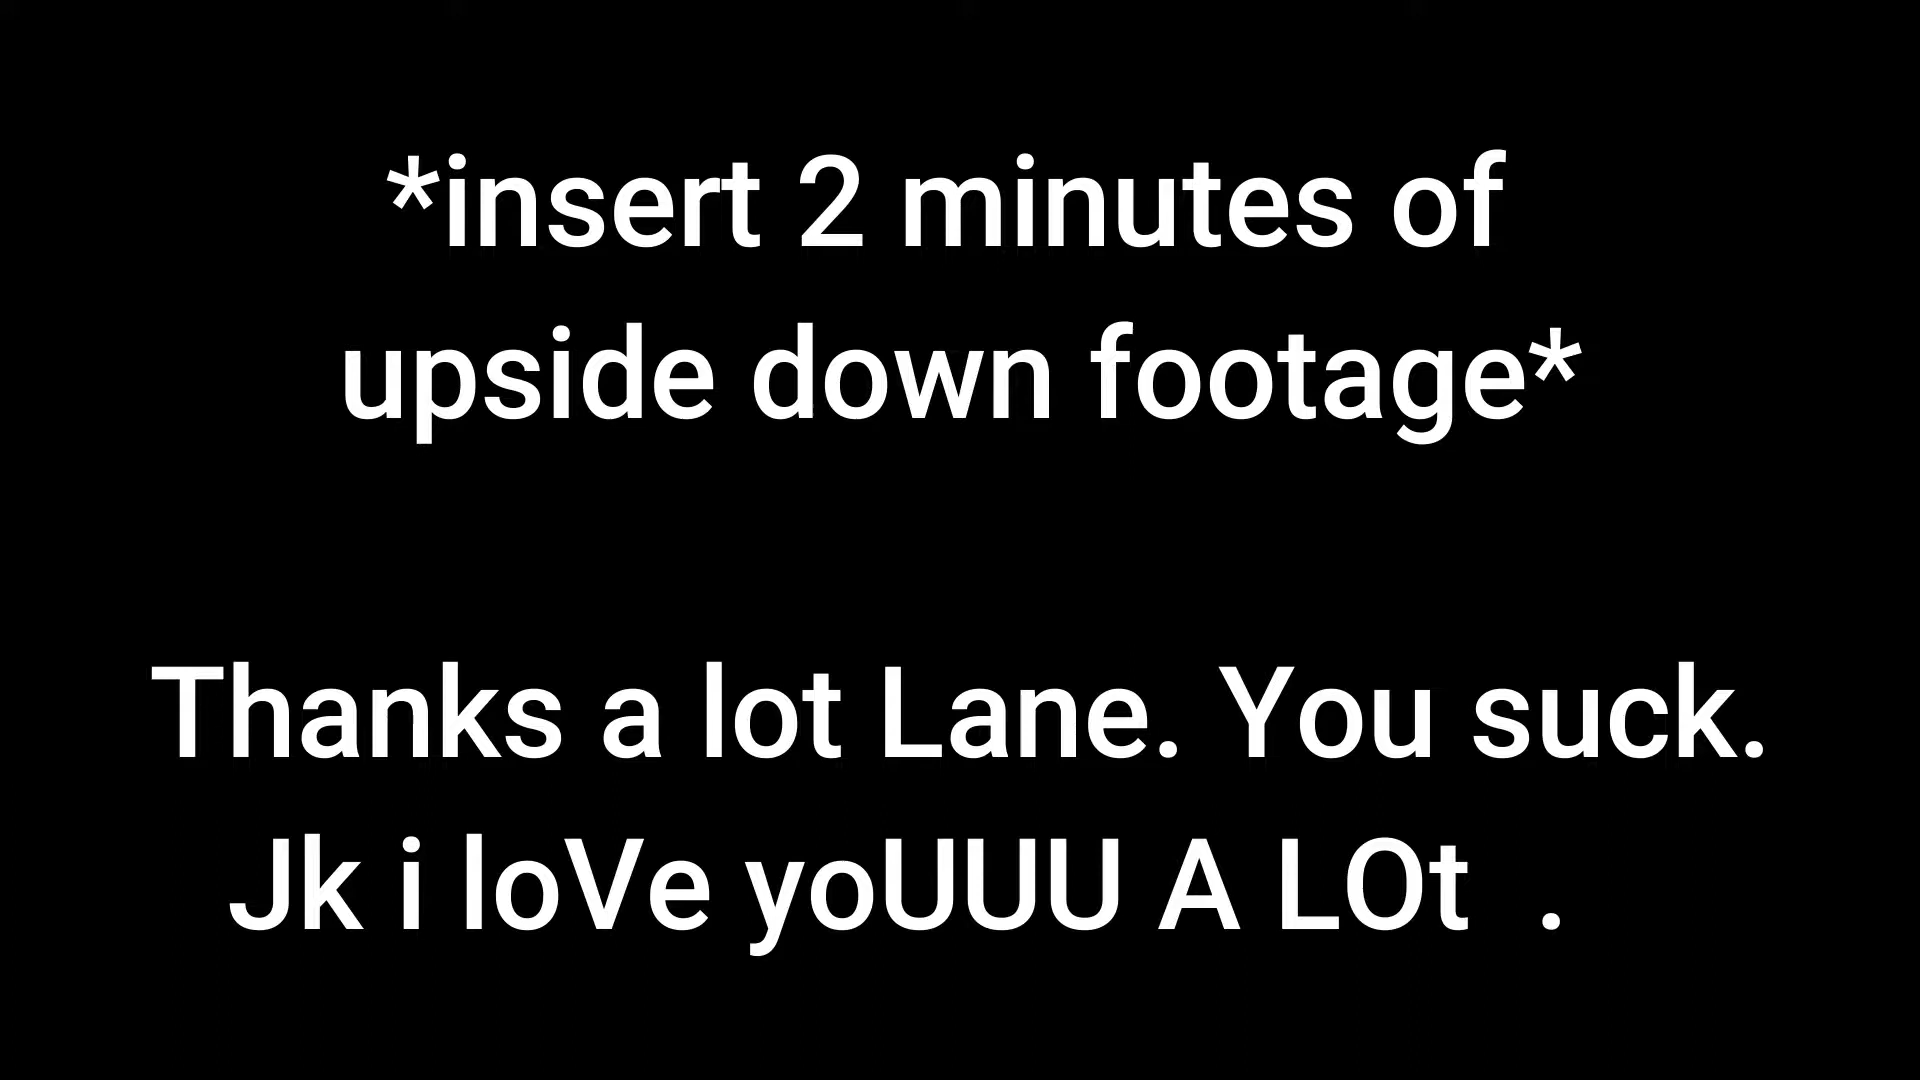 *insert 2 minutes of
upside down footage*
Thanks a lot Lane. You suck.
Jk i loVe yoUUU A LOt  .